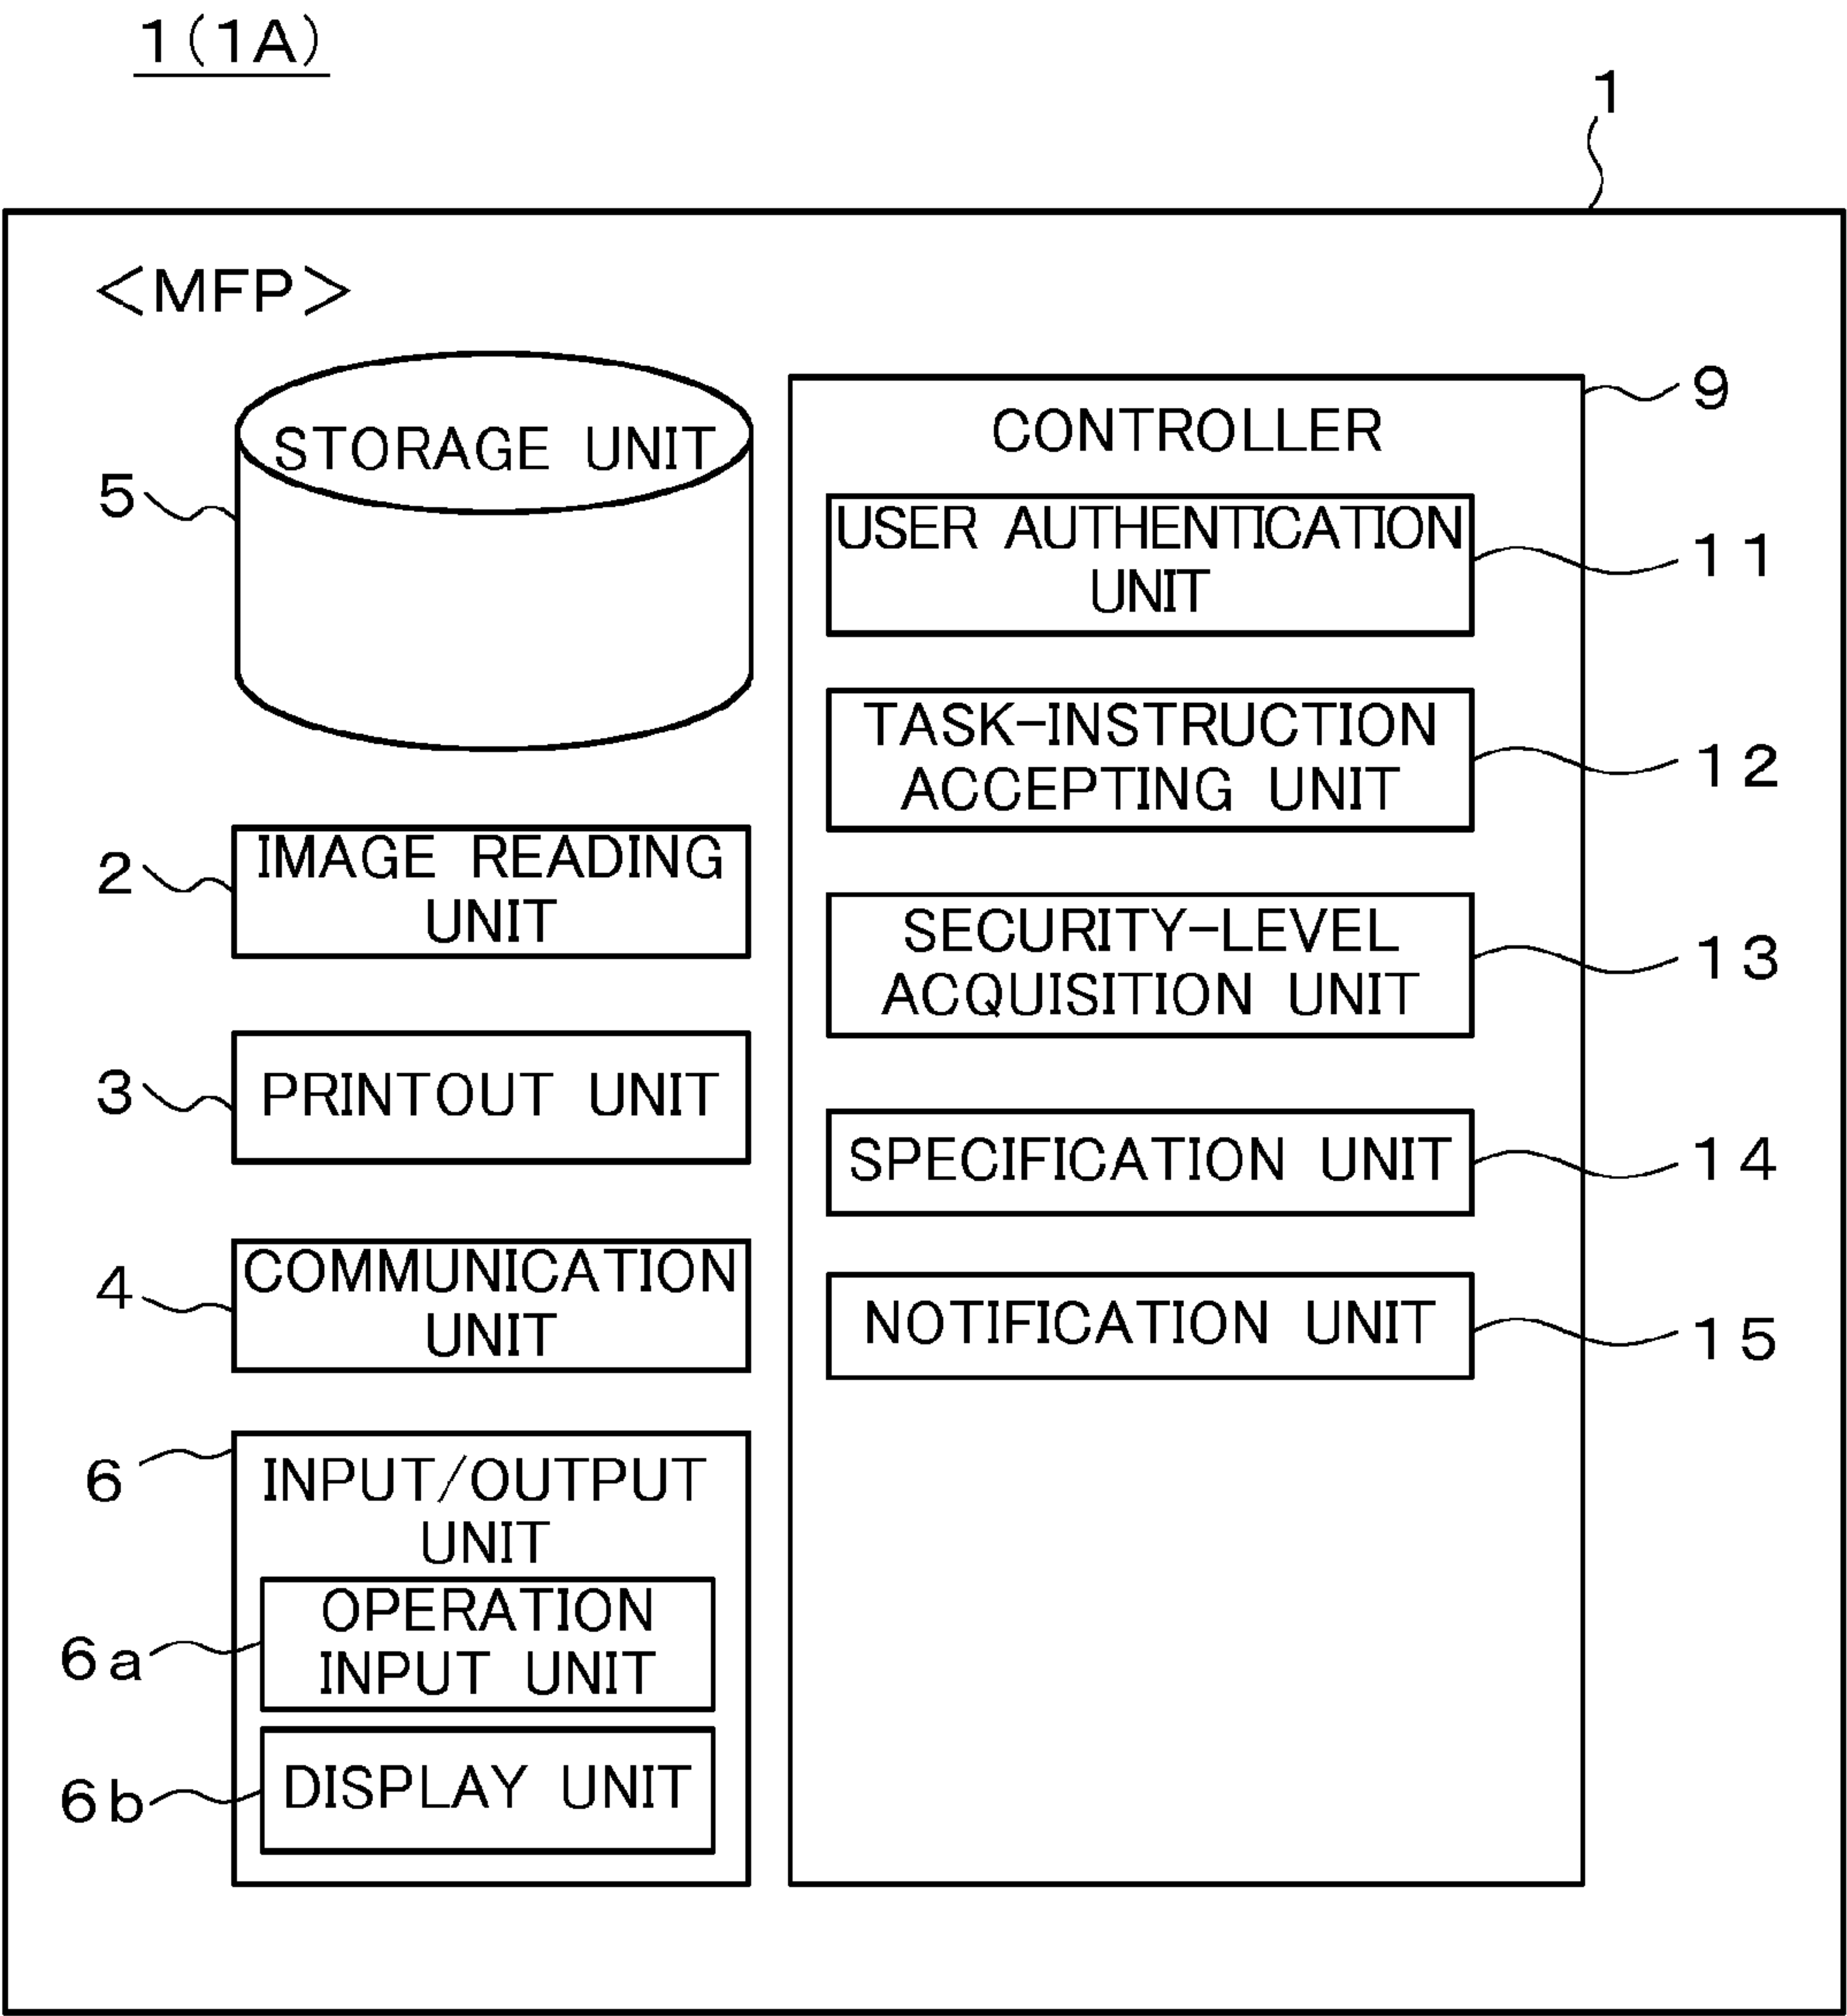 1(1A)
1
<MFP>
STORAGE UNIT
5
IMAGE READING
UNIT
2
PRINTOUT UNIT
3
COMMUNICATION
UNIT
4
6
INPUT/OUTPUT
UNIT
OPERATION
INPUT UNIT
6a
DISPLAY UNIT
6b
CONTROLLER
9
USER AUTHENTICATION
UNIT
11
TASK-INSTRUCTION
ACCEPTING UNIT
12
SECURITY-LEVEL
ACQUISITION UNIT
13
SPECIFICATION UNIT
14
NOTIFICATION UNIT
15